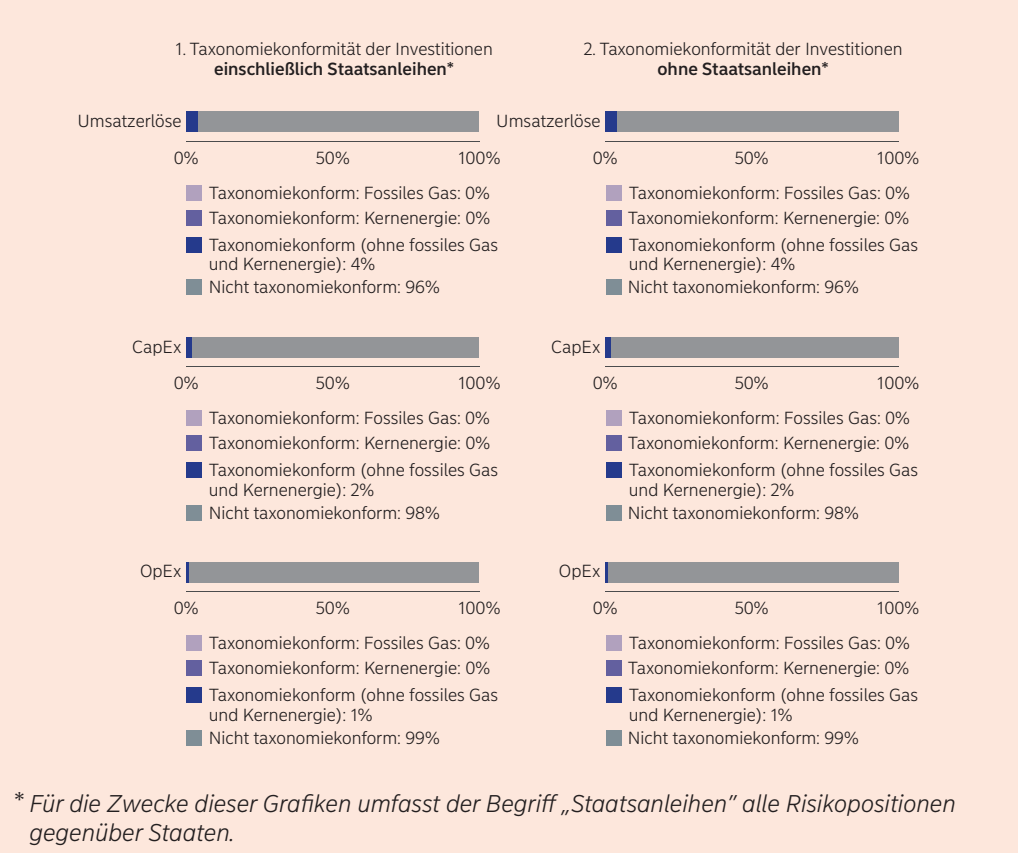 1. Taxonomiekonformität der Investitionen
einschließlich Staatsanleihen*
Umsatzerlöse
0% 50% 100%
Taxonomiekonform: Fossiles Gas: 0%
Taxonomiekonform: Kernenergie: 0%
Taxonomiekonform (ohne fossiles Gas
und Kernenergie): 4%
Nicht taxonomiekonform: 96%
CapEx
0% 50% 100%
Taxonomiekonform: Fossiles Gas: 0%
Taxonomiekonform: Kernenergie: 0%
Taxonomiekonform (ohne fossiles Gas
und Kernenergie): 2%
Nicht taxonomiekonform: 98%
OpEx
0% 50% 100%
Taxonomiekonform: Fossiles Gas: 0%
Taxonomiekonform: Kernenergie: 0%
Taxonomiekonform (ohne fossiles Gas
und Kernenergie): 1%
Nicht taxonomiekonform: 99%
2. Taxonomiekonformität der Investitionen
ohne Staatsanleihen*
Umsatzerlöse
0% 50% 100%
Taxonomiekonform: Fossiles Gas: 0%
Taxonomiekonform: Kernenergie: 0%
Taxonomiekonform (ohne fossiles Gas
und Kernenergie): 4%
Nicht taxonomiekonform: 96%
CapEx
0% 50% 100%
Taxonomiekonform: Fossiles Gas: 0%
Taxonomiekonform: Kernenergie: 0%
Taxonomiekonform (ohne fossiles Gas
und Kernenergie): 2%
Nicht taxonomiekonform: 98%
OpEx
0% 50% 100%
Taxonomiekonform: Fossiles Gas: 0%
Taxonomiekonform: Kernenergie: 0%
Taxonomiekonform (ohne fossiles Gas
und Kernenergie): 1%
Nicht taxonomiekonform: 99%
* Für die Zwecke dieser Grafiken umfasst der Begriff „Staatsanleihen” alle Risikopositionen
gegenüber Staaten.